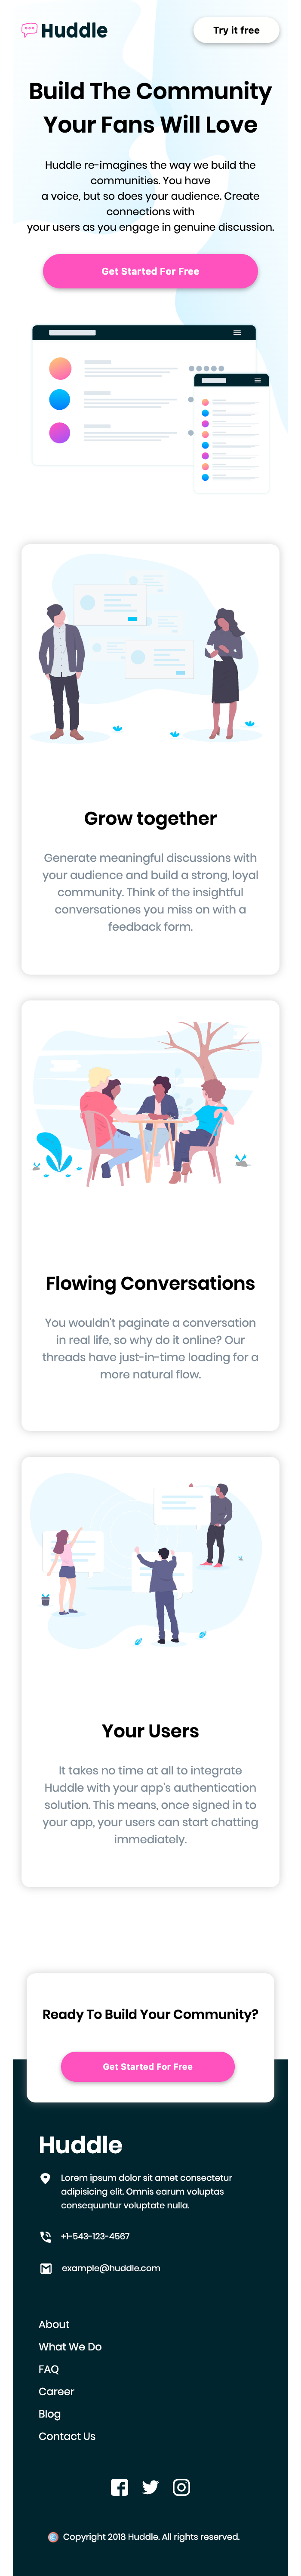 Huddle
Try it free
Build The Community
Your Fans Will Love
Huddle re-imagines the way we build the
communities. You have
a voice, but so does your audience. Create
connections with
your users as you engage in genuine discussion.
Get Started For Free
Grow together
Generate meaningful discussions with
your audience and build a strong, loyal
community. Think of the insightful
conversationes you miss on with a
feedback form.
Flowing Conversations
You wouldn't paginate a conversation
in real life, so why do it online? Our
threads have just-in-time loading for a
more natural flow.
Your Users
It takes no time at all to integrate
Huddle with your app's authentication
solution. This means, once signed in to
your app, your users can start chatting
immediately.
Ready To Build Your Community?
Get Started For Free
Huddle
Lorem ipsum dolor sit amet consectetur
adipisicing elit. Omnis earum voluptas
consequuntur voluptate nulla.
+1-543-123-4567
example@huddle.com
About
What We Do
FAQ
Career
Blog
Contact Us
Copyright 2018 Huddle. All rights reserved.